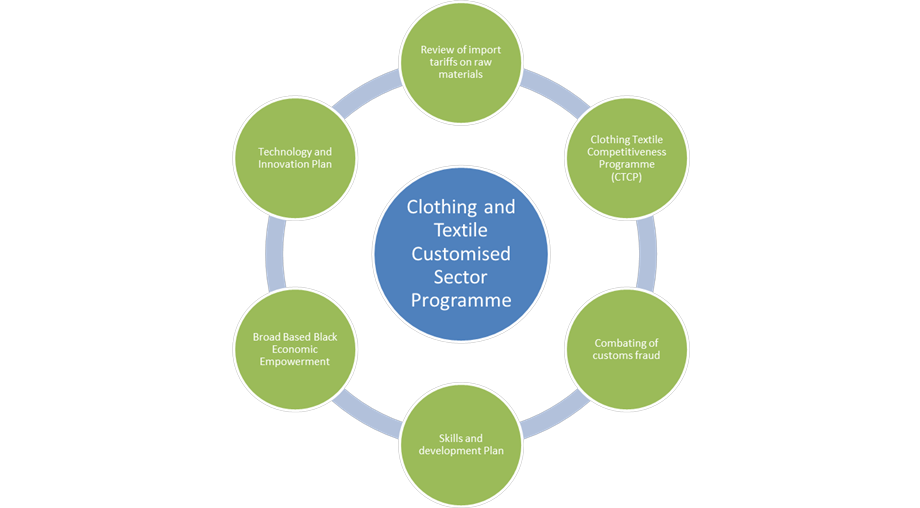 Review of import
tariffs on raw
materials
Clothing Textile
Competitiveness
Programme
(CTCP)
Combating of
customs fraud
Skills and
development Plan
Broad Based Black
Economic
Empowerment
Technology and
Innovation Plan
Clothing and
Textile
Customised
Sector
Programme